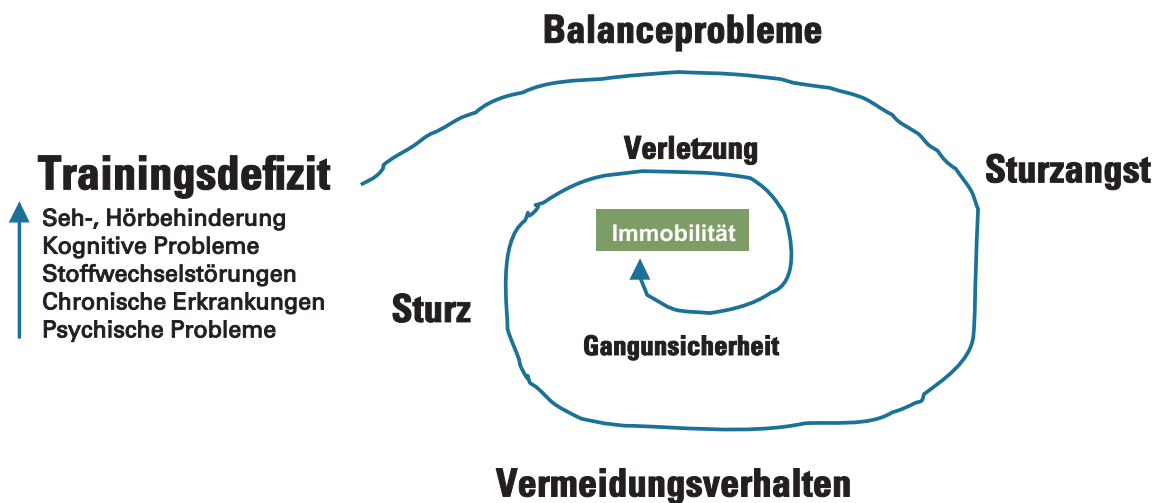 Balanceprobleme
Verletzung
Trainingsdefizit
Sturzangst
Seh-, Hörbehinderung
Immobilität
Kognitive Probleme
Stoffwechselstörungen
Chronische Erkrankungen
Sturz
Psychische Probleme
Gangunsicherheit
Vermeidungsverhalten